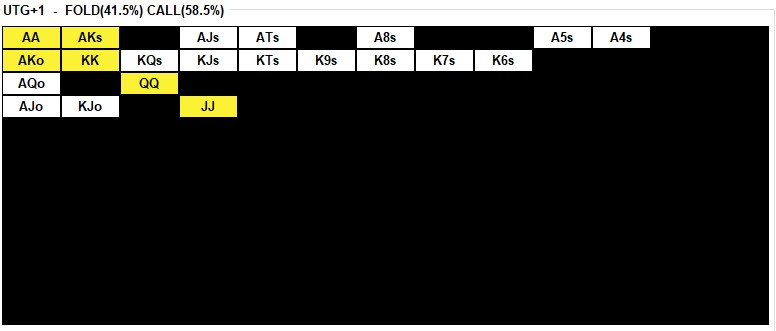 UTG+1 - FOLD(41.5%) CALL(58.5%)
AA AKs AJs ATs A8s A5s A4s
AKo KK KQs KJs KTs K9s K8s K7s K6s
AQo QQ
AJo KJo JJ